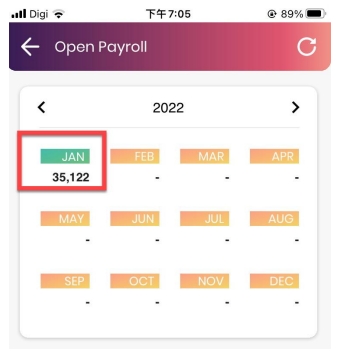 Digi 下午7:05 89%
Open Payroll
2022
JAN FEB MAR APR
35,122 - - -
MAY JUN JUL AUG
- - - -
SEP OCT NOV DEC
- - - -